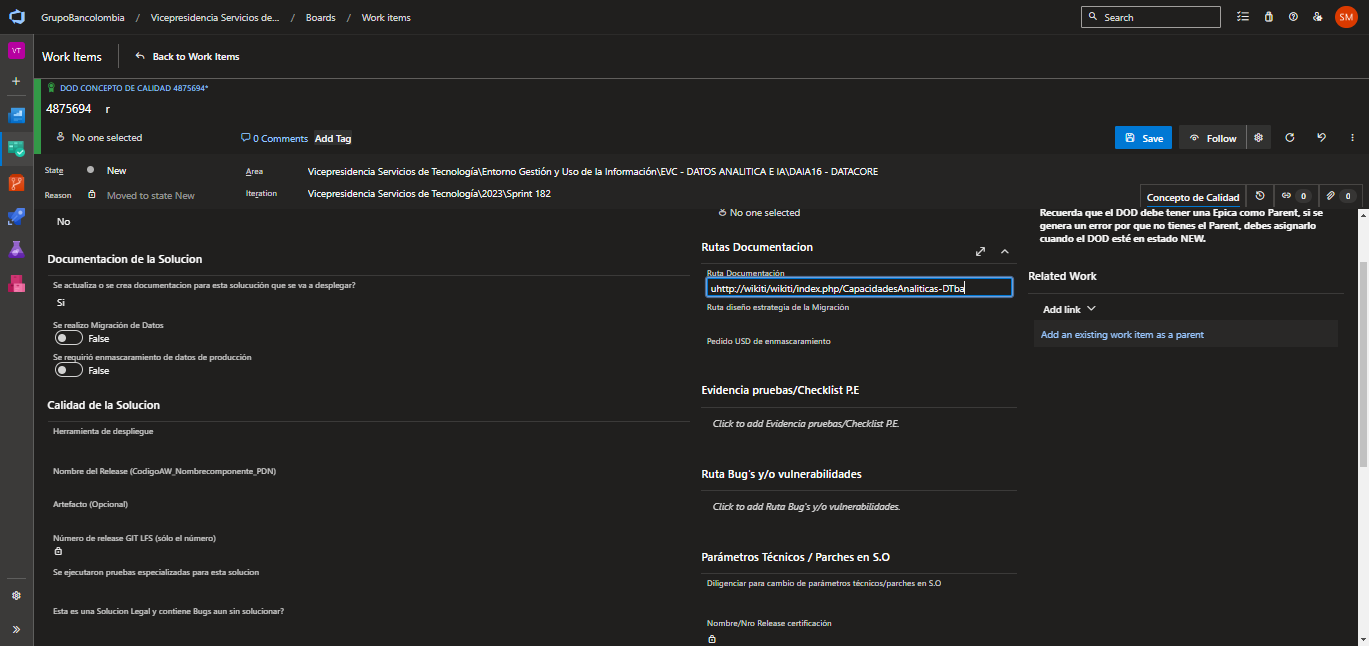 GrupoBancolombia / Vicepresidencia Servicios de... / Boards / Work items
Search
SM
VT
Work Items
Back to Work Items
DOD CONCEPTO DE CALIDAD 4875694*
4875694 r
No one selected
0 Comments
Add Tag
Save
Follow
State
New
Area
Vicepresidencia Servicios de Tecnología\Entorno Gestión y Uso de la Información\EVC - DATOS ANALITICA E IA\DAIA16 - DATACORE
Reason
Moved to state New
Iteration
Vicepresidencia Servicios de Tecnología\2023\Sprint 182
Concepto de Calidad
0
0
No
Documentacion de la Solucion
Se actualiza o se crea documentacion para esta solucución que se va a desplegar?
Si
Se realizo Migración de Datos
False
Se requirió enmascaramiento de datos de producción
False
Calidad de la Solucion
Herramienta de despliegue
Nombre del Release (CodigoAW_Nombrecomponente_PDN)
Artefacto (Opcional)
Número de release GIT LFS (sólo el número)
Se ejecutaron pruebas especializadas para esta solucion
Esta es una Solucion Legal y contiene Bugs aun sin solucionar?
No one selected
Rutas Documentacion
Ruta Documentación
uhttp://wikiti/wikiti/index.php/CapacidadesAnaliticas-DTba
Ruta diseño estrategia de la Migración
Pedido USD de enmascaramiento
Evidencia pruebas/Checklist P.E
Click to add Evidencia pruebas/Checklist P.E.
Ruta Bug's y/o vulnerabilidades
Click to add Ruta Bug's y/o vulnerabilidades.
Parámetros Técnicos / Parches en S.O
Diligenciar para cambio de parámetros técnicos/parches en S.O
Nombre/Nro Release certificación
Recuerda que el DOD debe tener una Epica como Parent, si se
genera un error por que no tienes el Parent, debes asignarlo
cuando el DOD esté en estado NEW.
Related Work
Add link
Add an existing work item as a parent